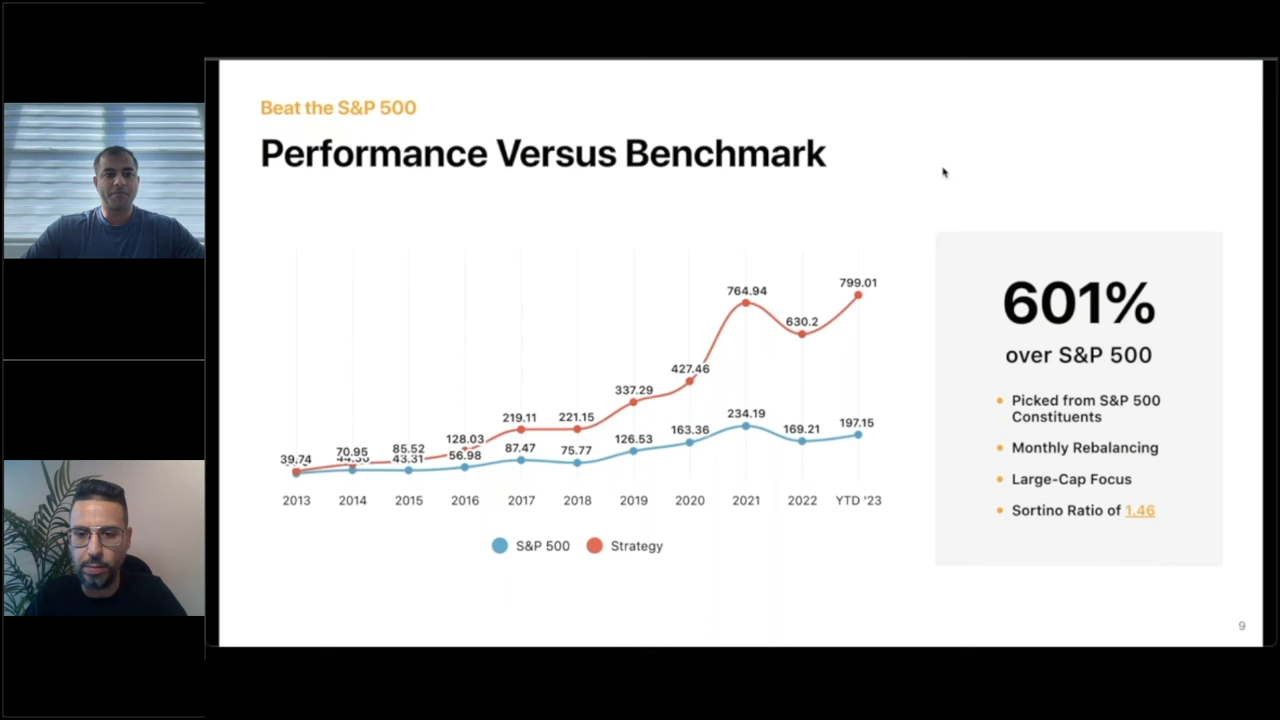 Beat the S&P 500
Performance Versus Benchmark
799.01
764.94
630.2
427.46
337.29
219.11
221.15
128.03
85.52
70.95
39.74
234.19
197.15
169.21
163.36
126.53
87.47
75.77
56.98
43.31
2013 2014 2015 2016 2017 2018 2019 2020 2021 2022 YTD '23
S&P 500 Strategy
601%
over S&P 500
Picked from S&P 500
Constituents
Monthly Rebalancing
Large-Cap Focus
Sortino Ratio of 1.46
9